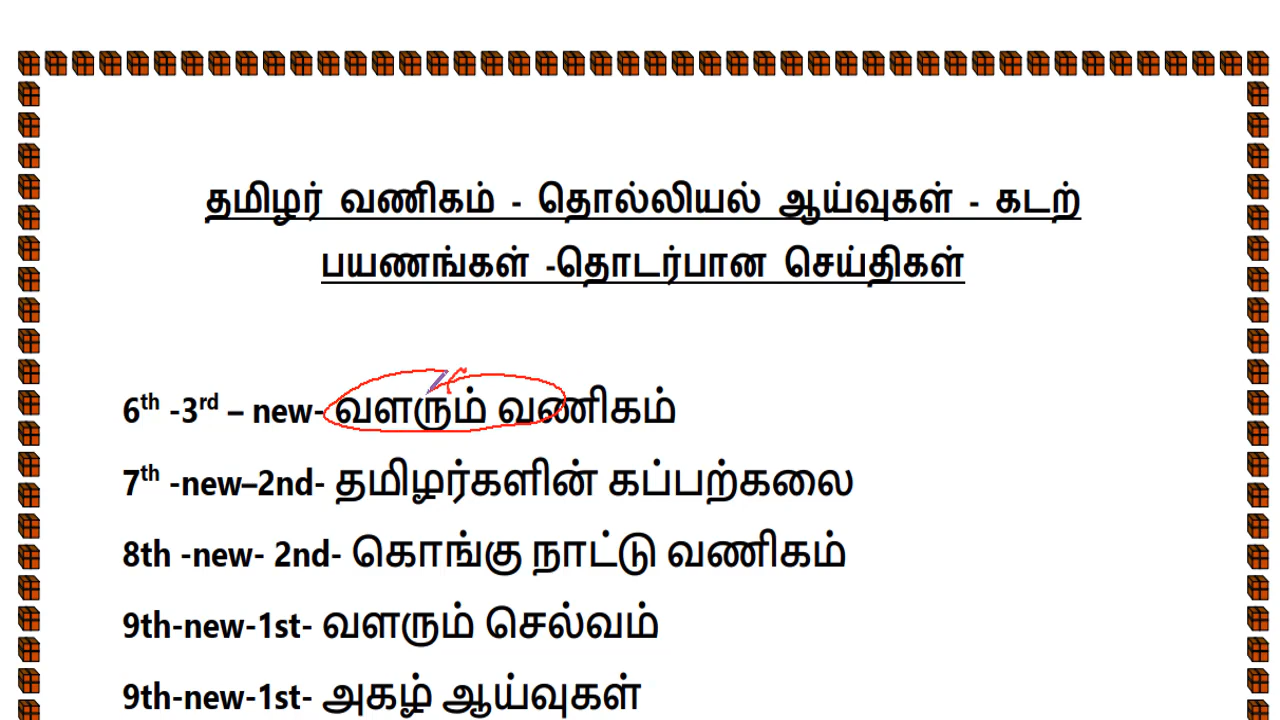 தமிழர் வணிகம் - தொல்லியல் ஆய்வுகள் - கடற்
பயணங்கள் -தொடர்பான செய்திகள்
6th -3rd – new- வளரும் வணிகம்
7th -new–2nd- தமிழர்களின் கப்பற்கலை
8th -new- 2nd- கொங்கு நாட்டு வணிகம்
9th-new-1st- வளரும் செல்வம்
9th-new-1st- அகழ் ஆய்வுகள்